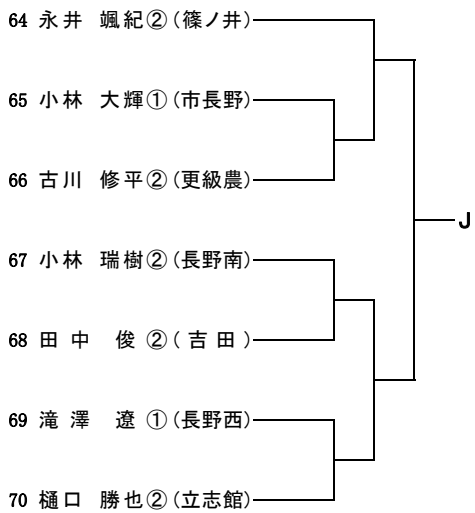 64 永井 颯紀②(篠ノ井)
65 小林 大輝①(市長野)
66 古川 修平②(更級農)
J
67 小林 瑞樹②(長野南)
68 田中 俊②(吉田)
69 滝澤 遼①(長野西)
70 樋口 勝也②(立志館)